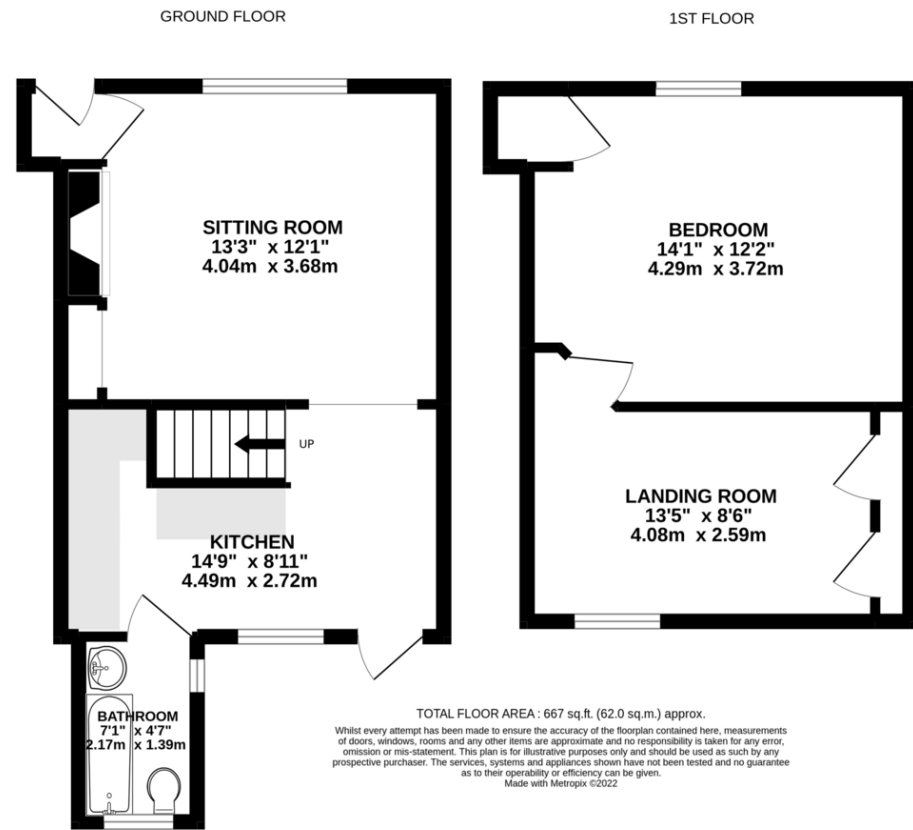 GROUND FLOOR
1ST FLOOR
SITTING ROOM
13'3" x 12'1"
4.04m x 3.68m
BEDROOM
14'1" x 12'2"
4.29m x 3.72m
UP
KITCHEN
14'9" x 8'11"
4.49m x 2.72m
LANDING ROOM
13'5" x 8'6"
4.08m x 2.59m
BATHROOM
7'1" x 4'7"
2.17m x 1.39m
TOTAL FLOOR AREA : 667 sq.ft. (62.0 sq.m.) approx.
Whilst every attempt has been made to ensure the accuracy of the floorplan contained here, measurements
of doors, windows, rooms and any other items are approximate and no responsibility is taken for any error,
omission or mis-statement. This plan is for illustrative purposes only and should be used as such by any
prospective purchaser. The services, systems and appliances shown have not been tested and no guarantee
as to their operability or efficiency can be given.
Made with Metropix ©2022